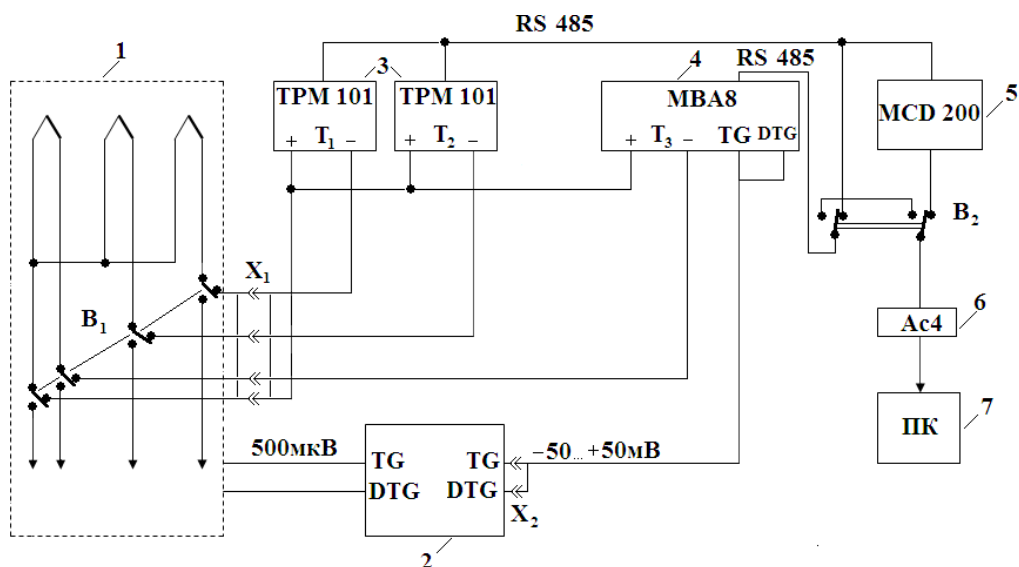 RS 485
1
3
4
RS 485
ТРМ 101
ТРМ 101
МВА8
MCD 200
5
+ T1 −
+ T2 −
+ T3 − TG DTG
B2
X1
B1
6
Ac4
ПК
7
500мкВ
−50... +50мВ
TG TG
DTG DTG
X2
2